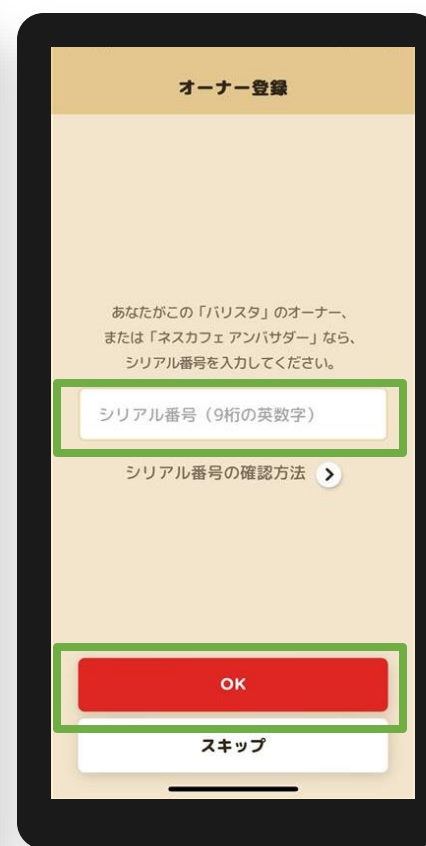 オーナー登録
あなたがこの「バリスタ」のオーナー、
または「ネスカフェ アンバサダー」なら、
シリアル番号を入力してください。
シリアル番号（9桁の英数字）
シリアル番号の確認方法
OK
スキップ